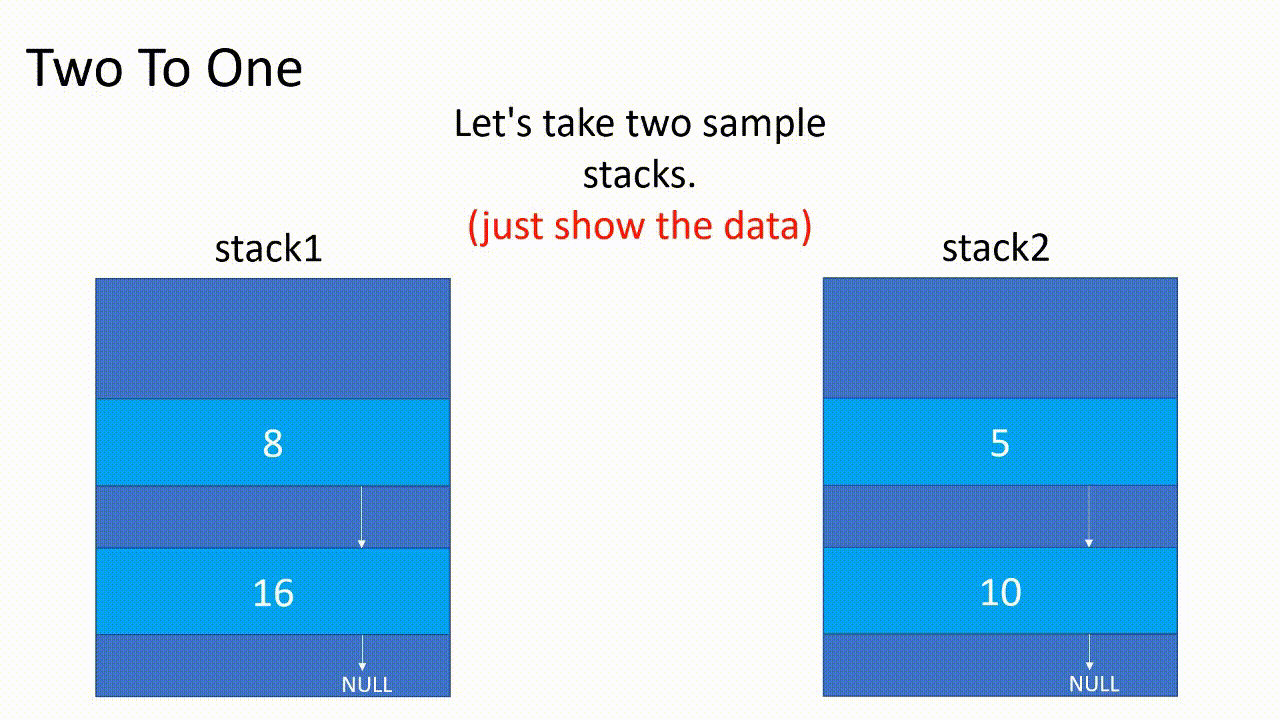 Two To One
Let's take two sample
stacks.
(just show the data)
stack1
stack2
8
16
NULL
5
10
NULL